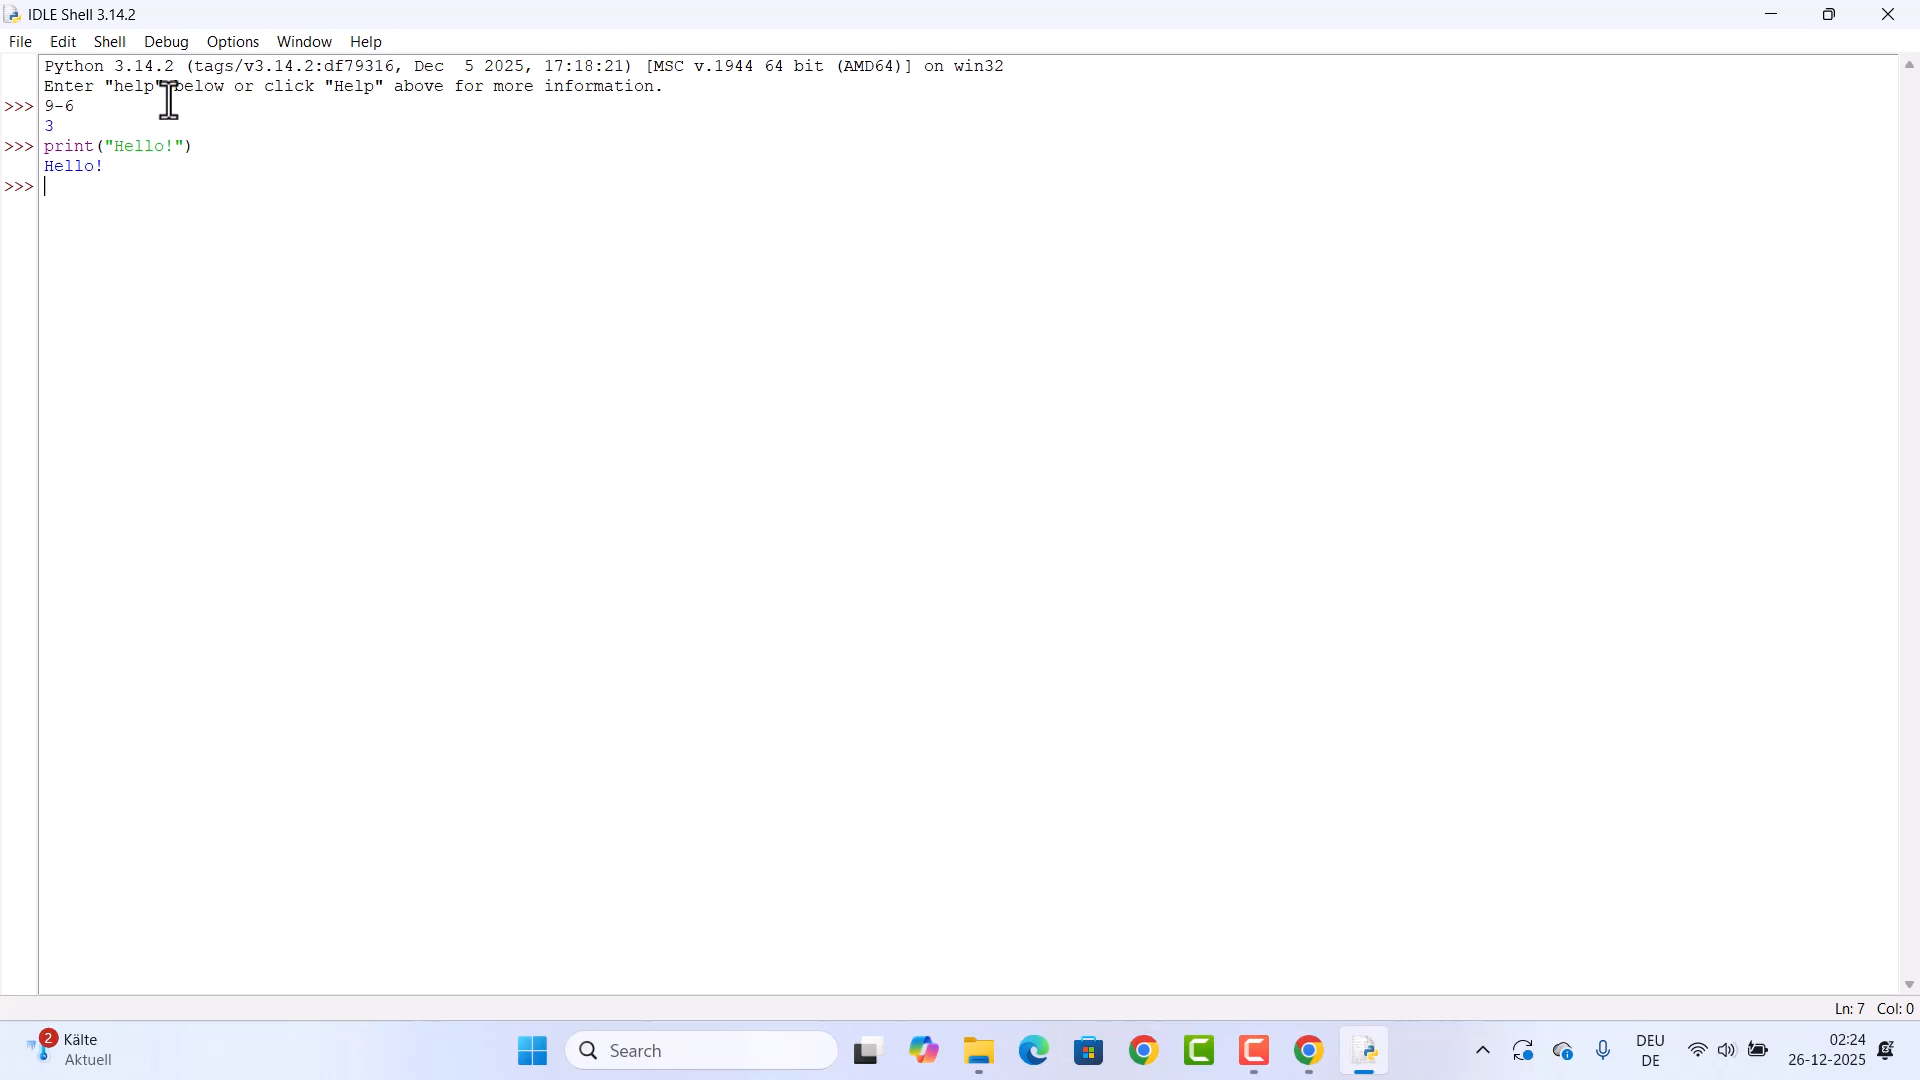 IDLE Shell 3.14.2
File Edit Shell Debug Options Window Help
Python 3.14.2 (tags/v3.14.2:df79316, Dec  5 2025, 17:18:21) [MSC v.1944 64 bit (AMD64)] on win32
Enter "help" below or click "Help" above for more information.
>>> 9-6
3
>>> print("Hello!")
Hello!
>>>
Ln: 7 Col: 0
2 Kälte
Aktuell
Search
DEU
DE
02:24
26-12-2025